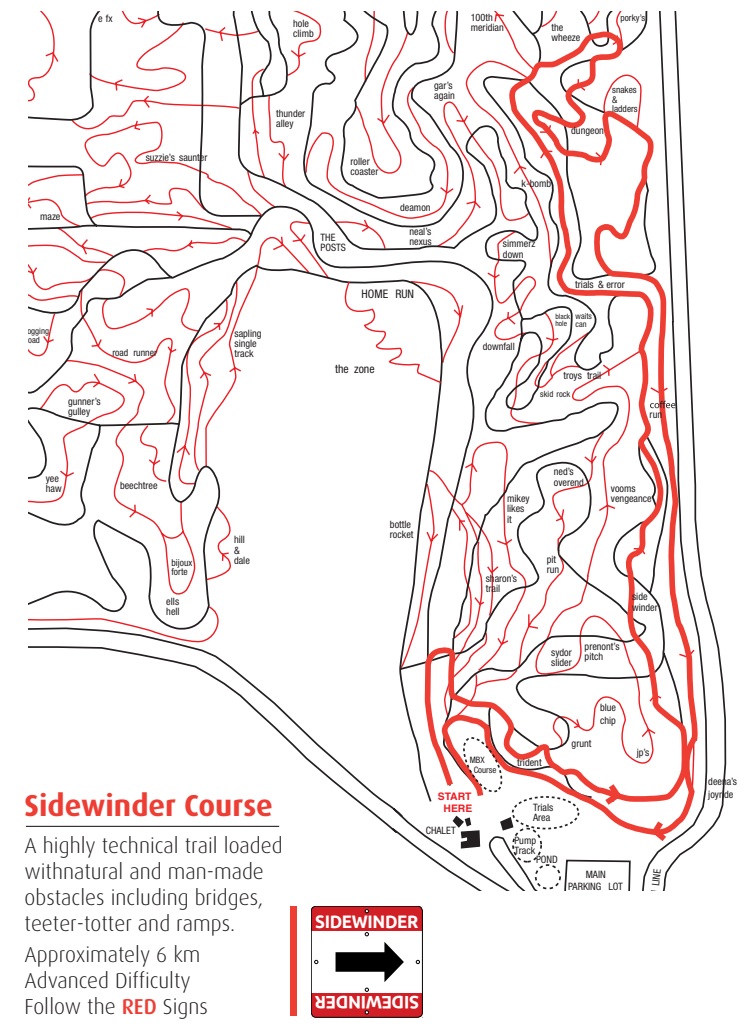 e fx
hole
climb
100th
meridian
the
wheeze
porky's
gar's
again
snakes
&
ladders
thunder
alley
dungeon
suzzie's saunter
roller
coaster
k-bomb
deamon
maze
neal's
nexus
THE
POSTS
simmerz
down
trials & error
HOME RUN
black
hole
waits
can
ogging
oad
sapling
single
track
downfall
road runner
the zone
troys trail
skid rock
gunner's
gulley
coffee
run
ned's
overend
yee
haw
beechtree
mikey
likes
it
vooms
vengeance
bottle
rocket
hill
&
dale
pit
run
bijoux
forte
sharon's
trail
ells
hell
side
winder
sydor
slider
prenont's
pitch
blue
chip
grunt
jp's
MBX
Course
trident
deena's
joyride
START
HERE
Trials
Area
CHALET
Pump
Track
POND
MAIN
PARKING LOT
LINE
Sidewinder Course
A highly technical trail loaded
withnatural and man-made
obstacles including bridges,
teeter-totter and ramps.
Approximately 6 km
Advanced Difficulty
Follow the RED Signs
SIDEWINDER
SIDEWINDER